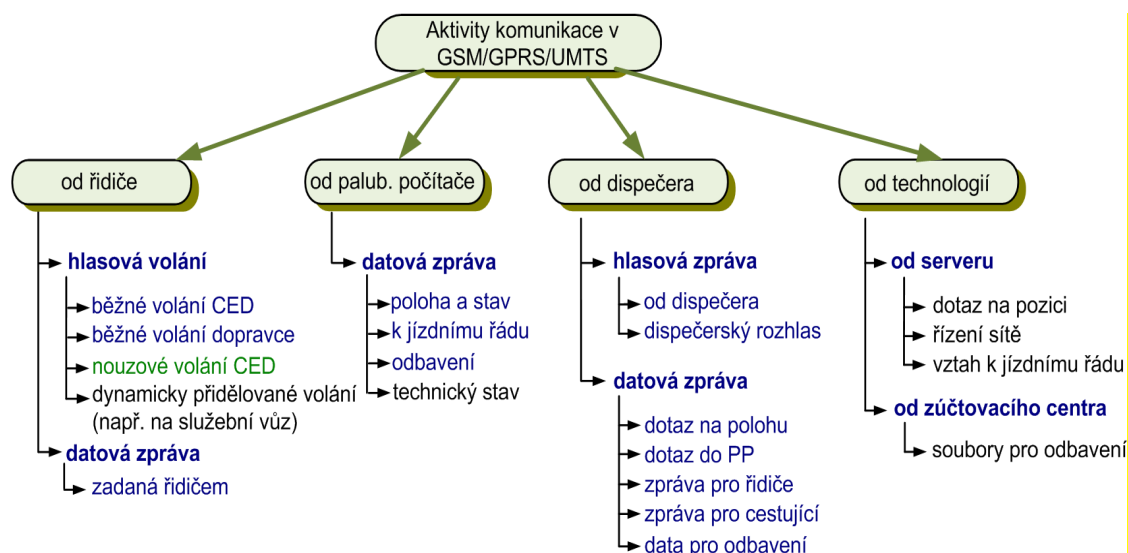 Aktivity komunikace v
GSM/GPRS/UMTS
od řidiče
hlasová volání
běžné volání CED
běžné volání dopravce
nouzové volání CED
dynamicky přidělované volání
(např. na služební vůz)
datová zpráva
zadaná řidičem
od palub. počítače
datová zpráva
poloha a stav
k jízdnímu řádu
odbavení
technický stav
od dispečera
hlasová zpráva
od dispečera
dispečerský rozhlas
datová zpráva
dotaz na polohu
dotaz do PP
zpráva pro řidiče
zpráva pro cestující
data pro odbavení
od technologií
od serveru
dotaz na pozici
řízení sítě
vztah k jízdnímu řádu
od zúčtovacího centra
soubory pro odbavení